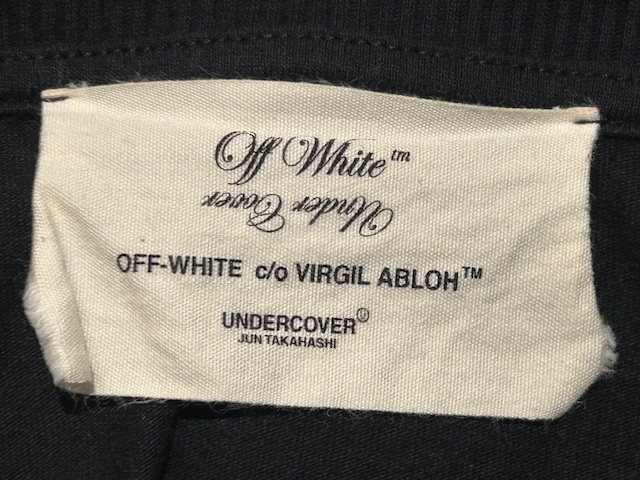 Off White™
Under Cover
OFF-WHITE c/o VIRGIL ABLOH™
UNDERCOVER®
JUN TAKAHASHI